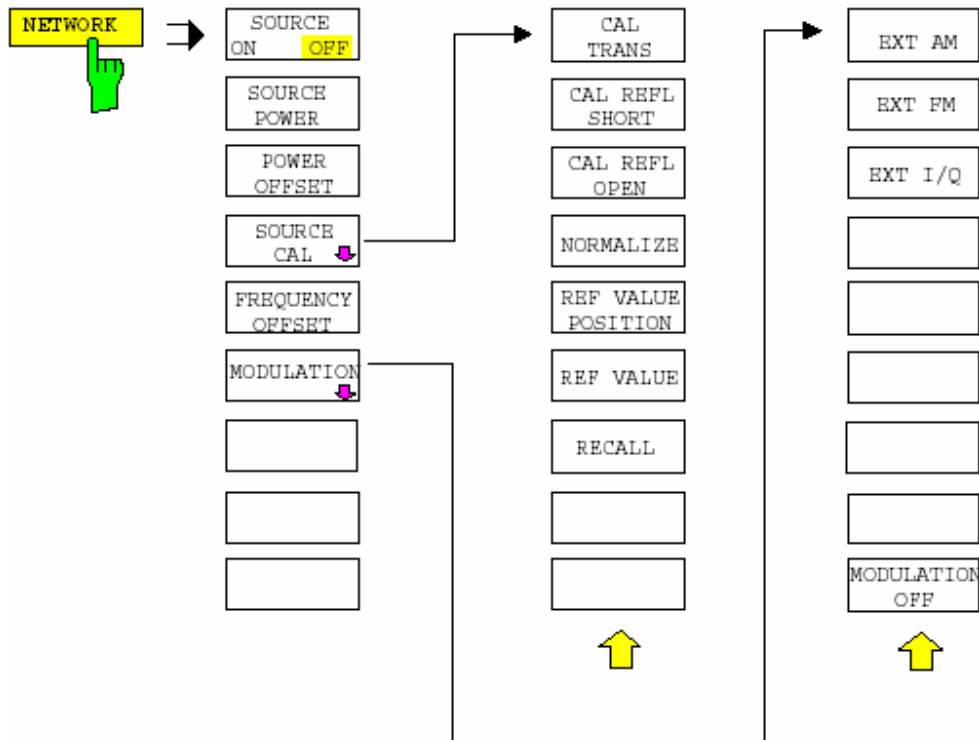 NETWORK
SOURCE
ON OFF
SOURCE
POWER
POWER
OFFSET
SOURCE
CAL
FREQUENCY
OFFSET
MODULATION
CAL
TRANS
CAL REFL
SHORT
CAL REFL
OPEN
NORMALIZE
REF VALUE
POSITION
REF VALUE
RECALL
EXT AM
EXT FM
EXT I/Q
MODULATION
OFF